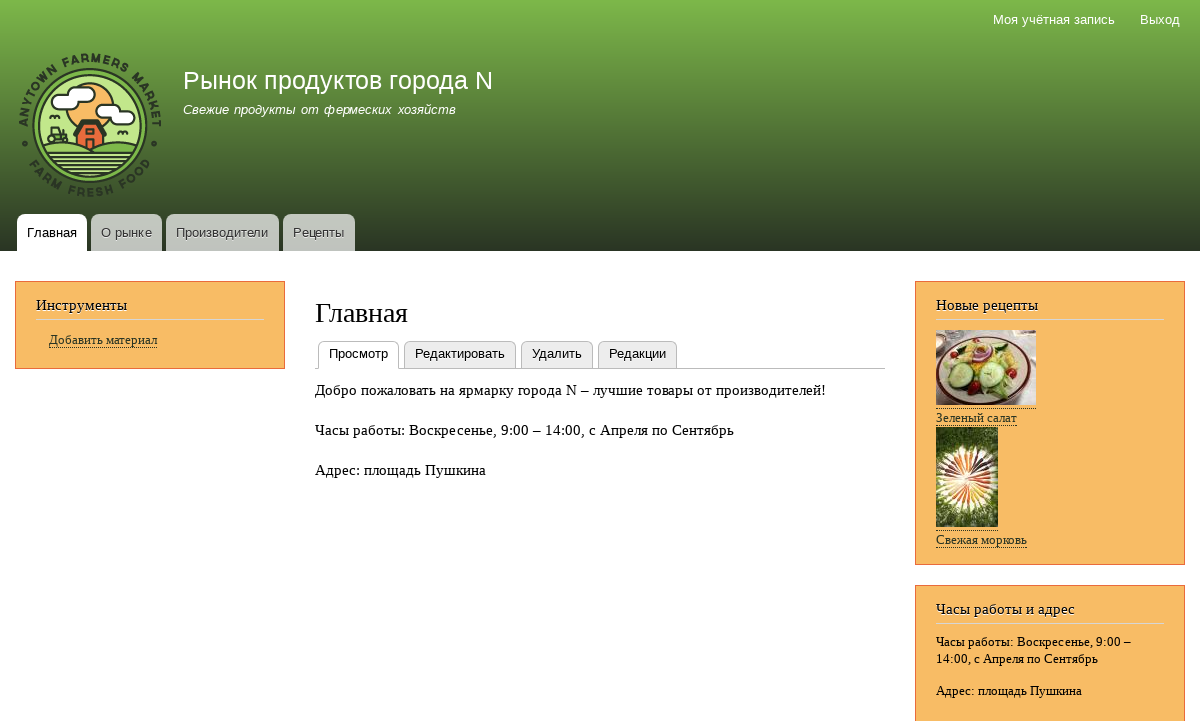 Моя учётная запись
Выход
ANYTOWN FARMERS MARKET
FARM FRESH FOOD
Рынок продуктов города N
Свежие продукты от фермеских хозяйств
Главная
О рынке
Производители
Рецепты
Инструменты
Добавить материал
Главная
Просмотр
Редактировать
Удалить
Редакции
Добро пожаловать на ярмарку города N – лучшие товары от производителей!
Часы работы: Воскресенье, 9:00 – 14:00, с Апреля по Сентябрь
Адрес: площадь Пушкина
Новые рецепты
Зеленый салат
Свежая морковь
Часы работы и адрес
Часы работы: Воскресенье, 9:00 –
14:00, с Апреля по Сентябрь
Адрес: площадь Пушкина